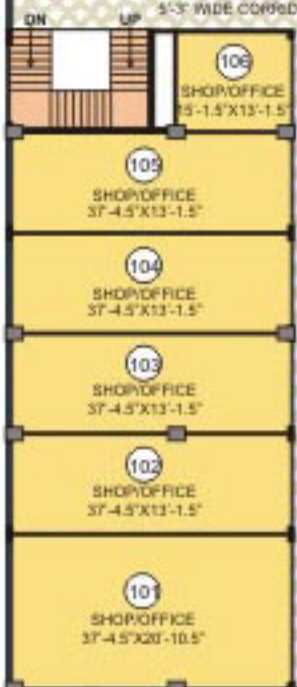 5'-3" WIDE CORRID
DN UP
106
SHOP/OFFICE
15'-1.5"X13'-1.5"
105
SHOP/OFFICE
37'-4.5"X13'-1.5"
104
SHOP/OFFICE
37'-4.5"X13'-1.5"
103
SHOP/OFFICE
37'-4.5"X13'-1.5"
102
SHOP/OFFICE
37'-4.5"X13'-1.5"
101
SHOP/OFFICE
37'-4.5"X20'-10.5"